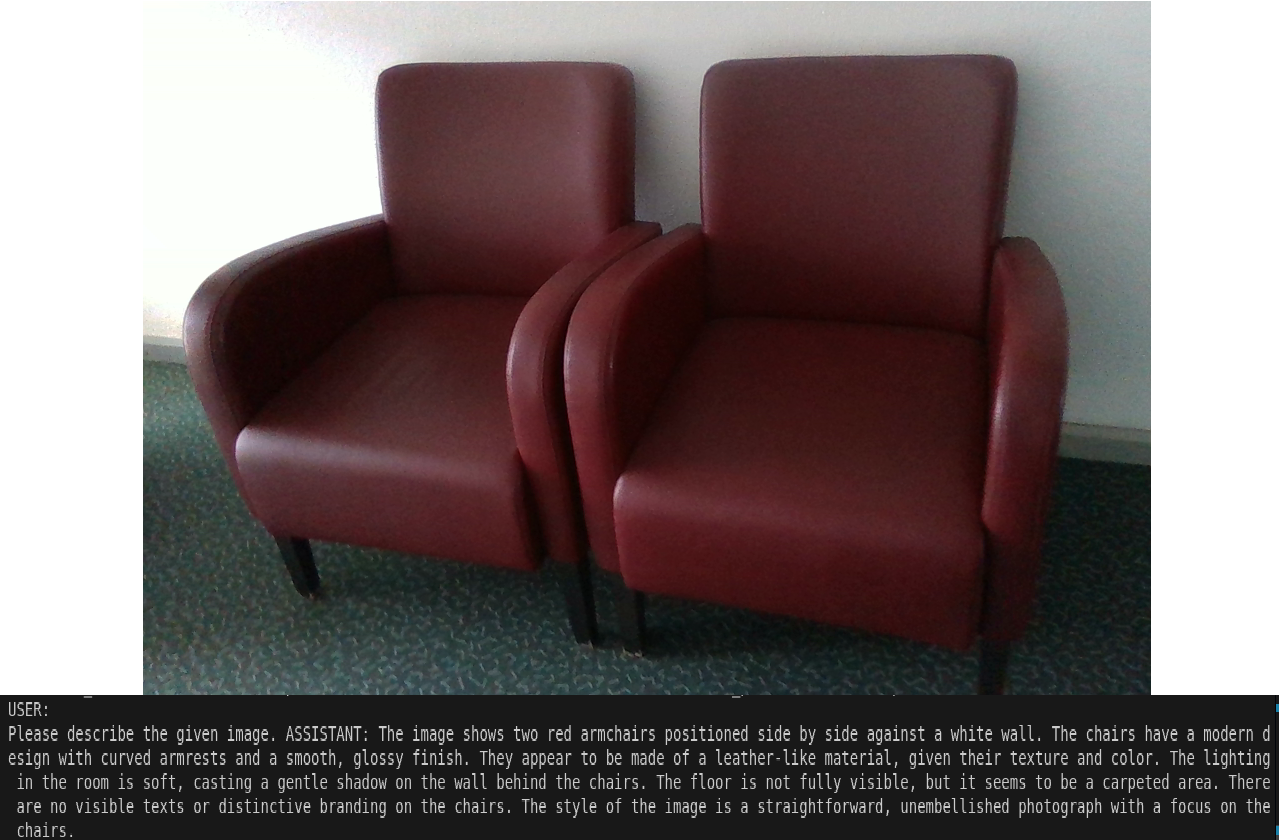 USER:
Please describe the given image. ASSISTANT: The image shows two red armchairs positioned side by side against a white wall. The chairs have a modern d
esign with curved armrests and a smooth, glossy finish. They appear to be made of a leather-like material, given their texture and color. The lighting
in the room is soft, casting a gentle shadow on the wall behind the chairs. The floor is not fully visible, but it seems to be a carpeted area. There
are no visible texts or distinctive branding on the chairs. The style of the image is a straightforward, unembellished photograph with a focus on the
chairs.